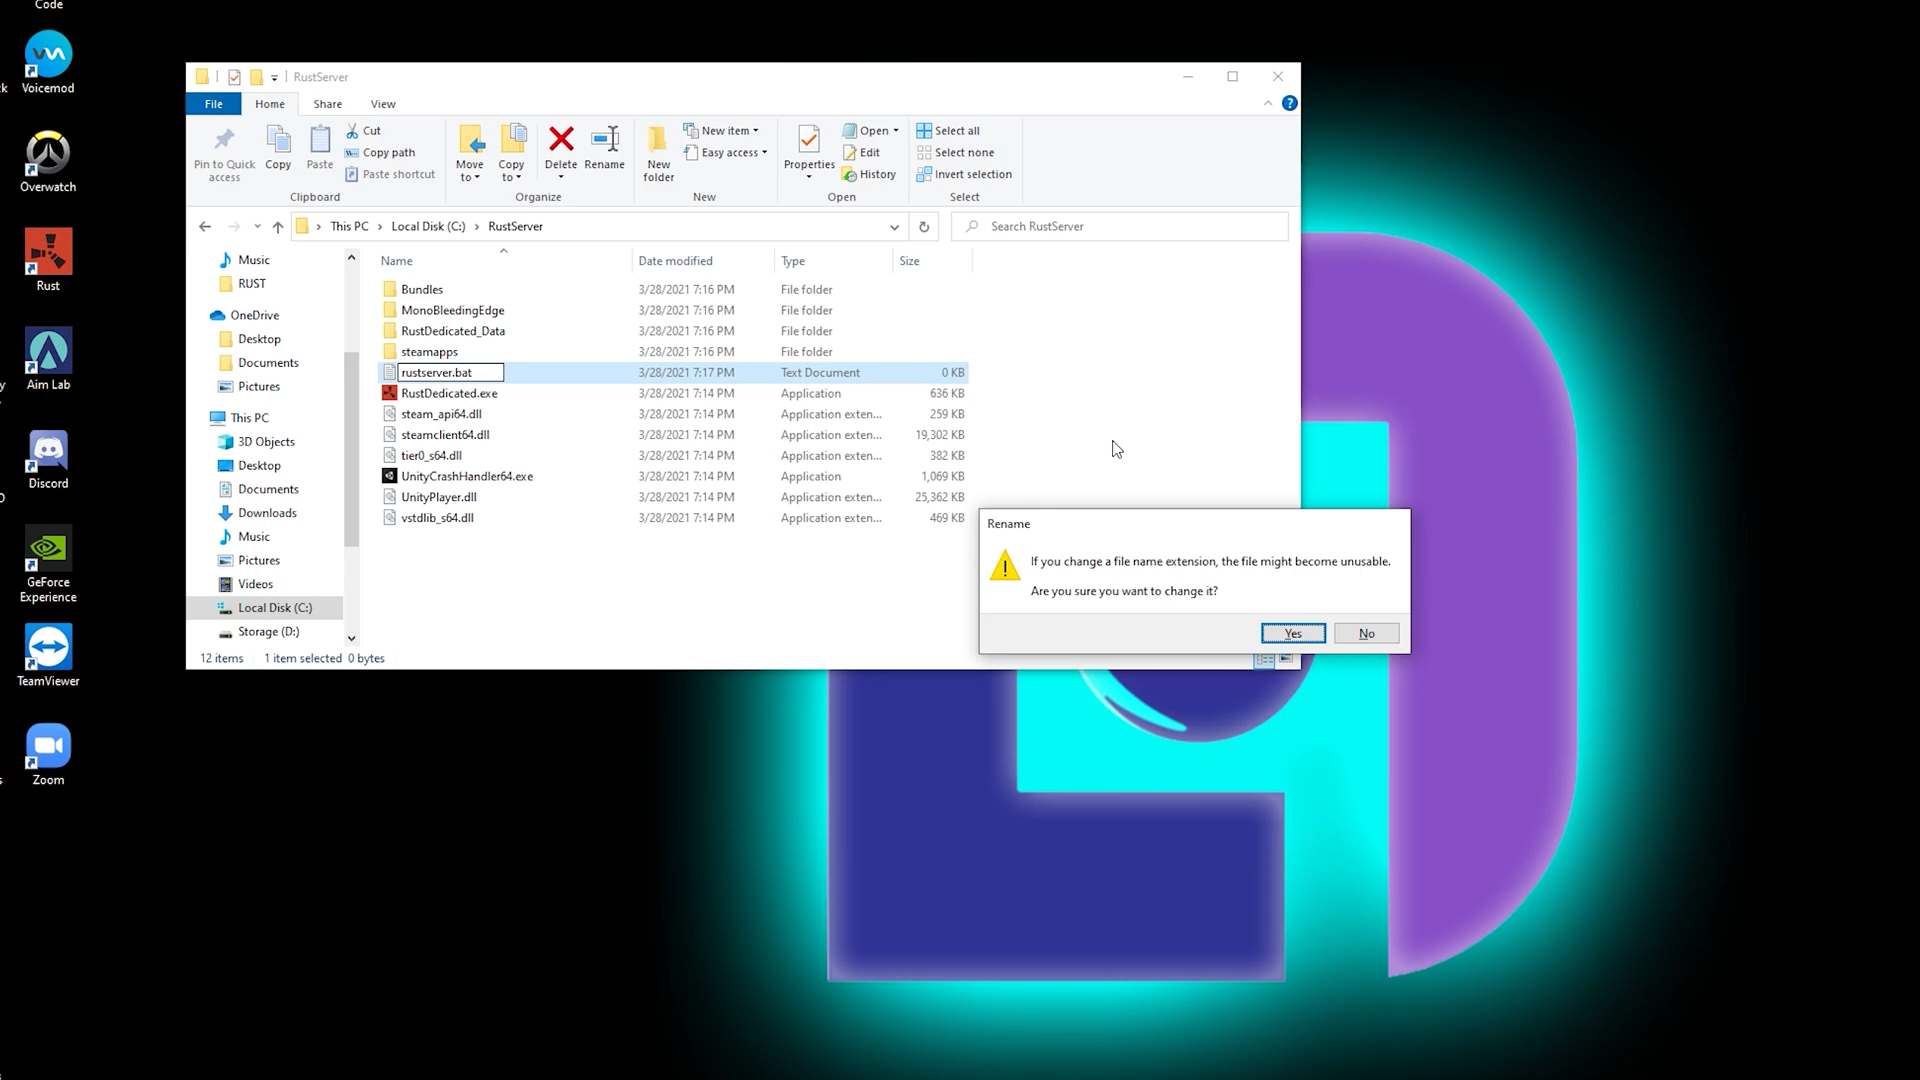 Code
Voicemod
Overwatch
Rust
Aim Lab
Discord
GeForce
Experience
TeamViewer
Zoom
RustServer
File
Home
Share
View
Pin to Quick
access
Copy
Paste
Cut
Copy path
Paste shortcut
Clipboard
Move
to
Copy
to
Delete
Rename
Organize
New
folder
New item
Easy access
New
Properties
Open
Edit
History
Open
Select all
Select none
Invert selection
Select
This PC > Local Disk (C:) > RustServer
Search RustServer
Music
RUST
OneDrive
Desktop
Documents
Pictures
This PC
3D Objects
Desktop
Documents
Downloads
Music
Pictures
Videos
Local Disk (C:)
Storage (D:)
Name Date modified Type Size
Bundles 3/28/2021 7:16 PM File folder
MonoBleedingEdge 3/28/2021 7:16 PM File folder
RustDedicated_Data 3/28/2021 7:16 PM File folder
steamapps 3/28/2021 7:16 PM File folder
rustserver.bat 3/28/2021 7:17 PM Text Document 0 KB
RustDedicated.exe 3/28/2021 7:14 PM Application 636 KB
steam_api64.dll 3/28/2021 7:14 PM Application exten... 259 KB
steamclient64.dll 3/28/2021 7:14 PM Application exten... 19,302 KB
tier0_s64.dll 3/28/2021 7:14 PM Application exten... 382 KB
UnityCrashHandler64.exe 3/28/2021 7:14 PM Application 1,069 KB
UnityPlayer.dll 3/28/2021 7:14 PM Application exten... 25,362 KB
vstdlib_s64.dll 3/28/2021 7:14 PM Application exten... 469 KB
12 items 1 item selected 0 bytes
Rename
If you change a file name extension, the file might become unusable.
Are you sure you want to change it?
Yes
No